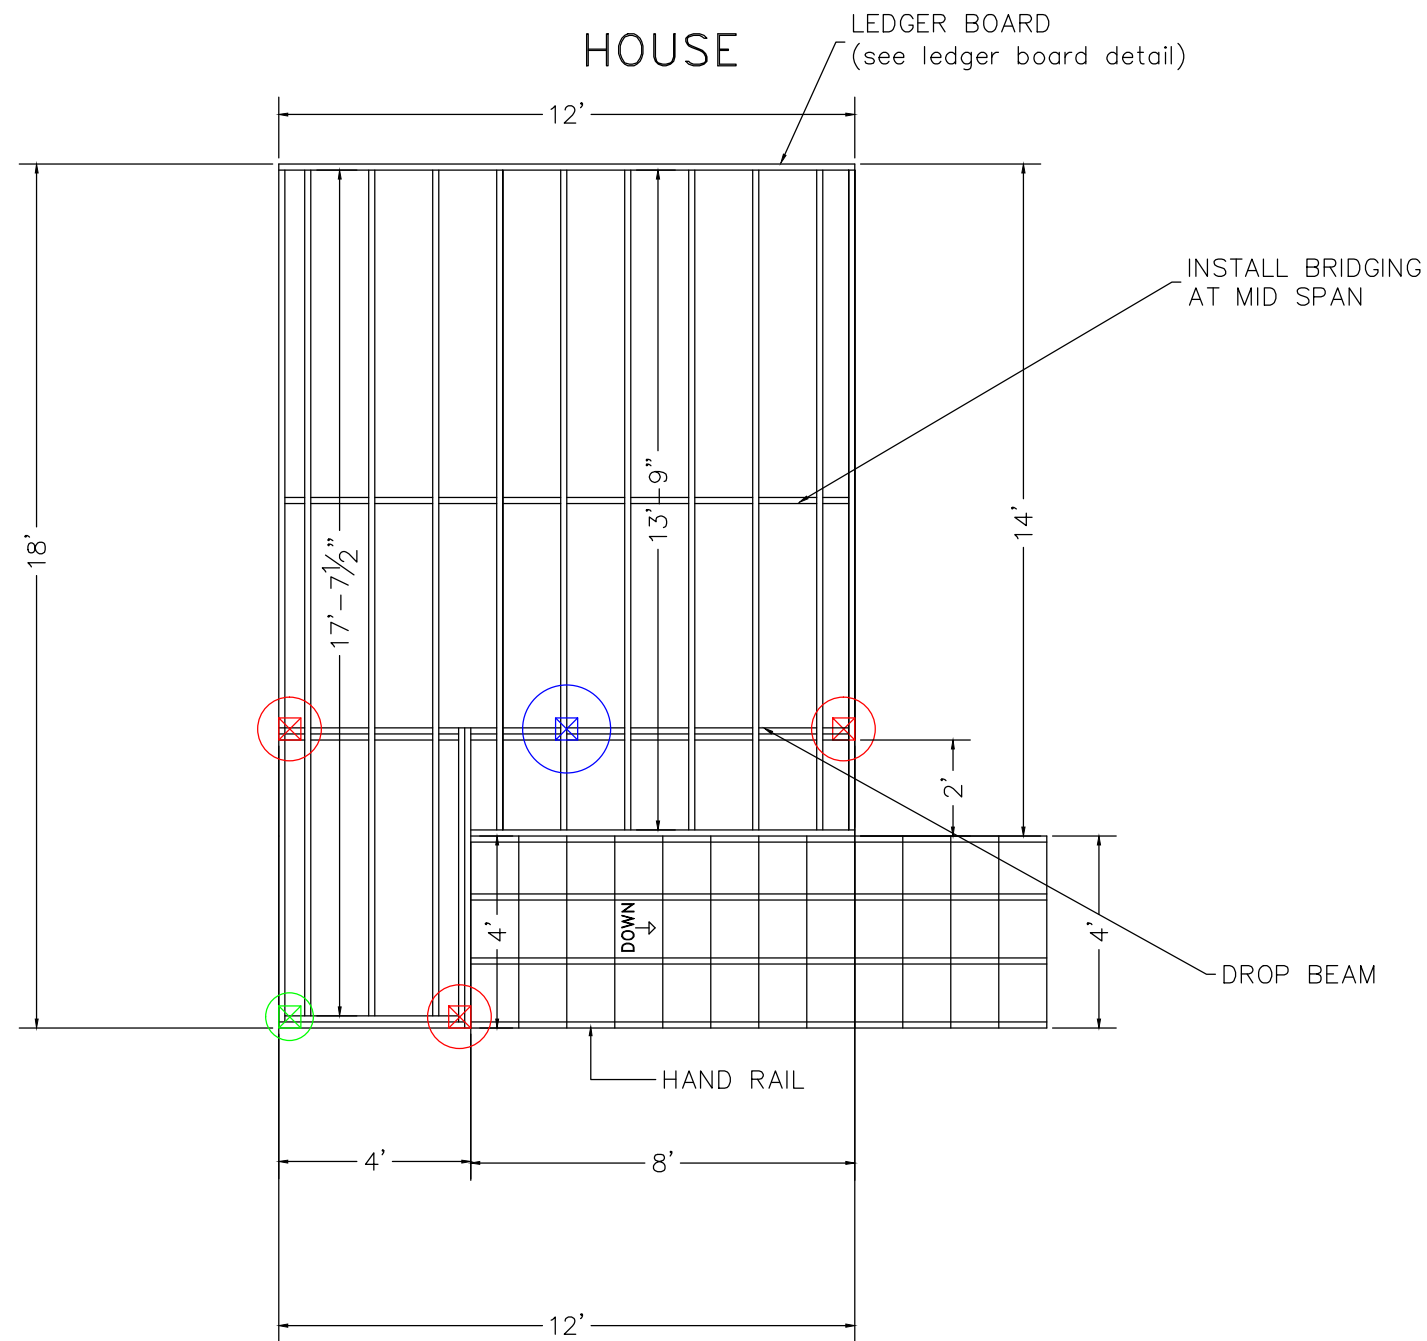 HOUSE
LEDGER BOARD
(see ledger board detail)
12'
INSTALL BRIDGING
AT MID SPAN
18'
17'-7½"
13'-9"
14'
2'
4'
DOWN
4'
DROP BEAM
HAND RAIL
4'
8'
12'